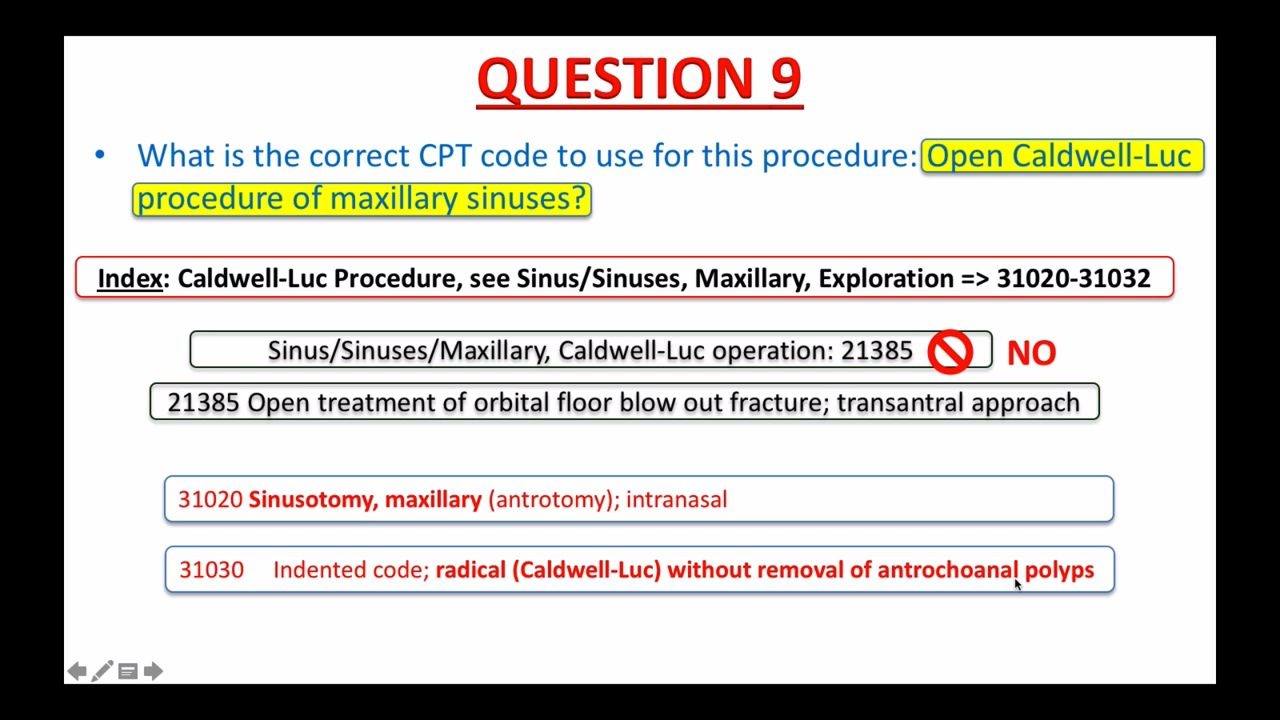 QUESTION 9
• What is the correct CPT code to use for this procedure: Open Caldwell-Luc
procedure of maxillary sinuses?
Index: Caldwell-Luc Procedure, see Sinus/Sinuses, Maxillary, Exploration => 31020-31032
Sinus/Sinuses/Maxillary, Caldwell-Luc operation: 21385 NO
21385 Open treatment of orbital floor blow out fracture; transantral approach
31020 Sinusotomy, maxillary (antrotomy); intranasal
31030 Indented code; radical (Caldwell-Luc) without removal of antrochoanal polyps